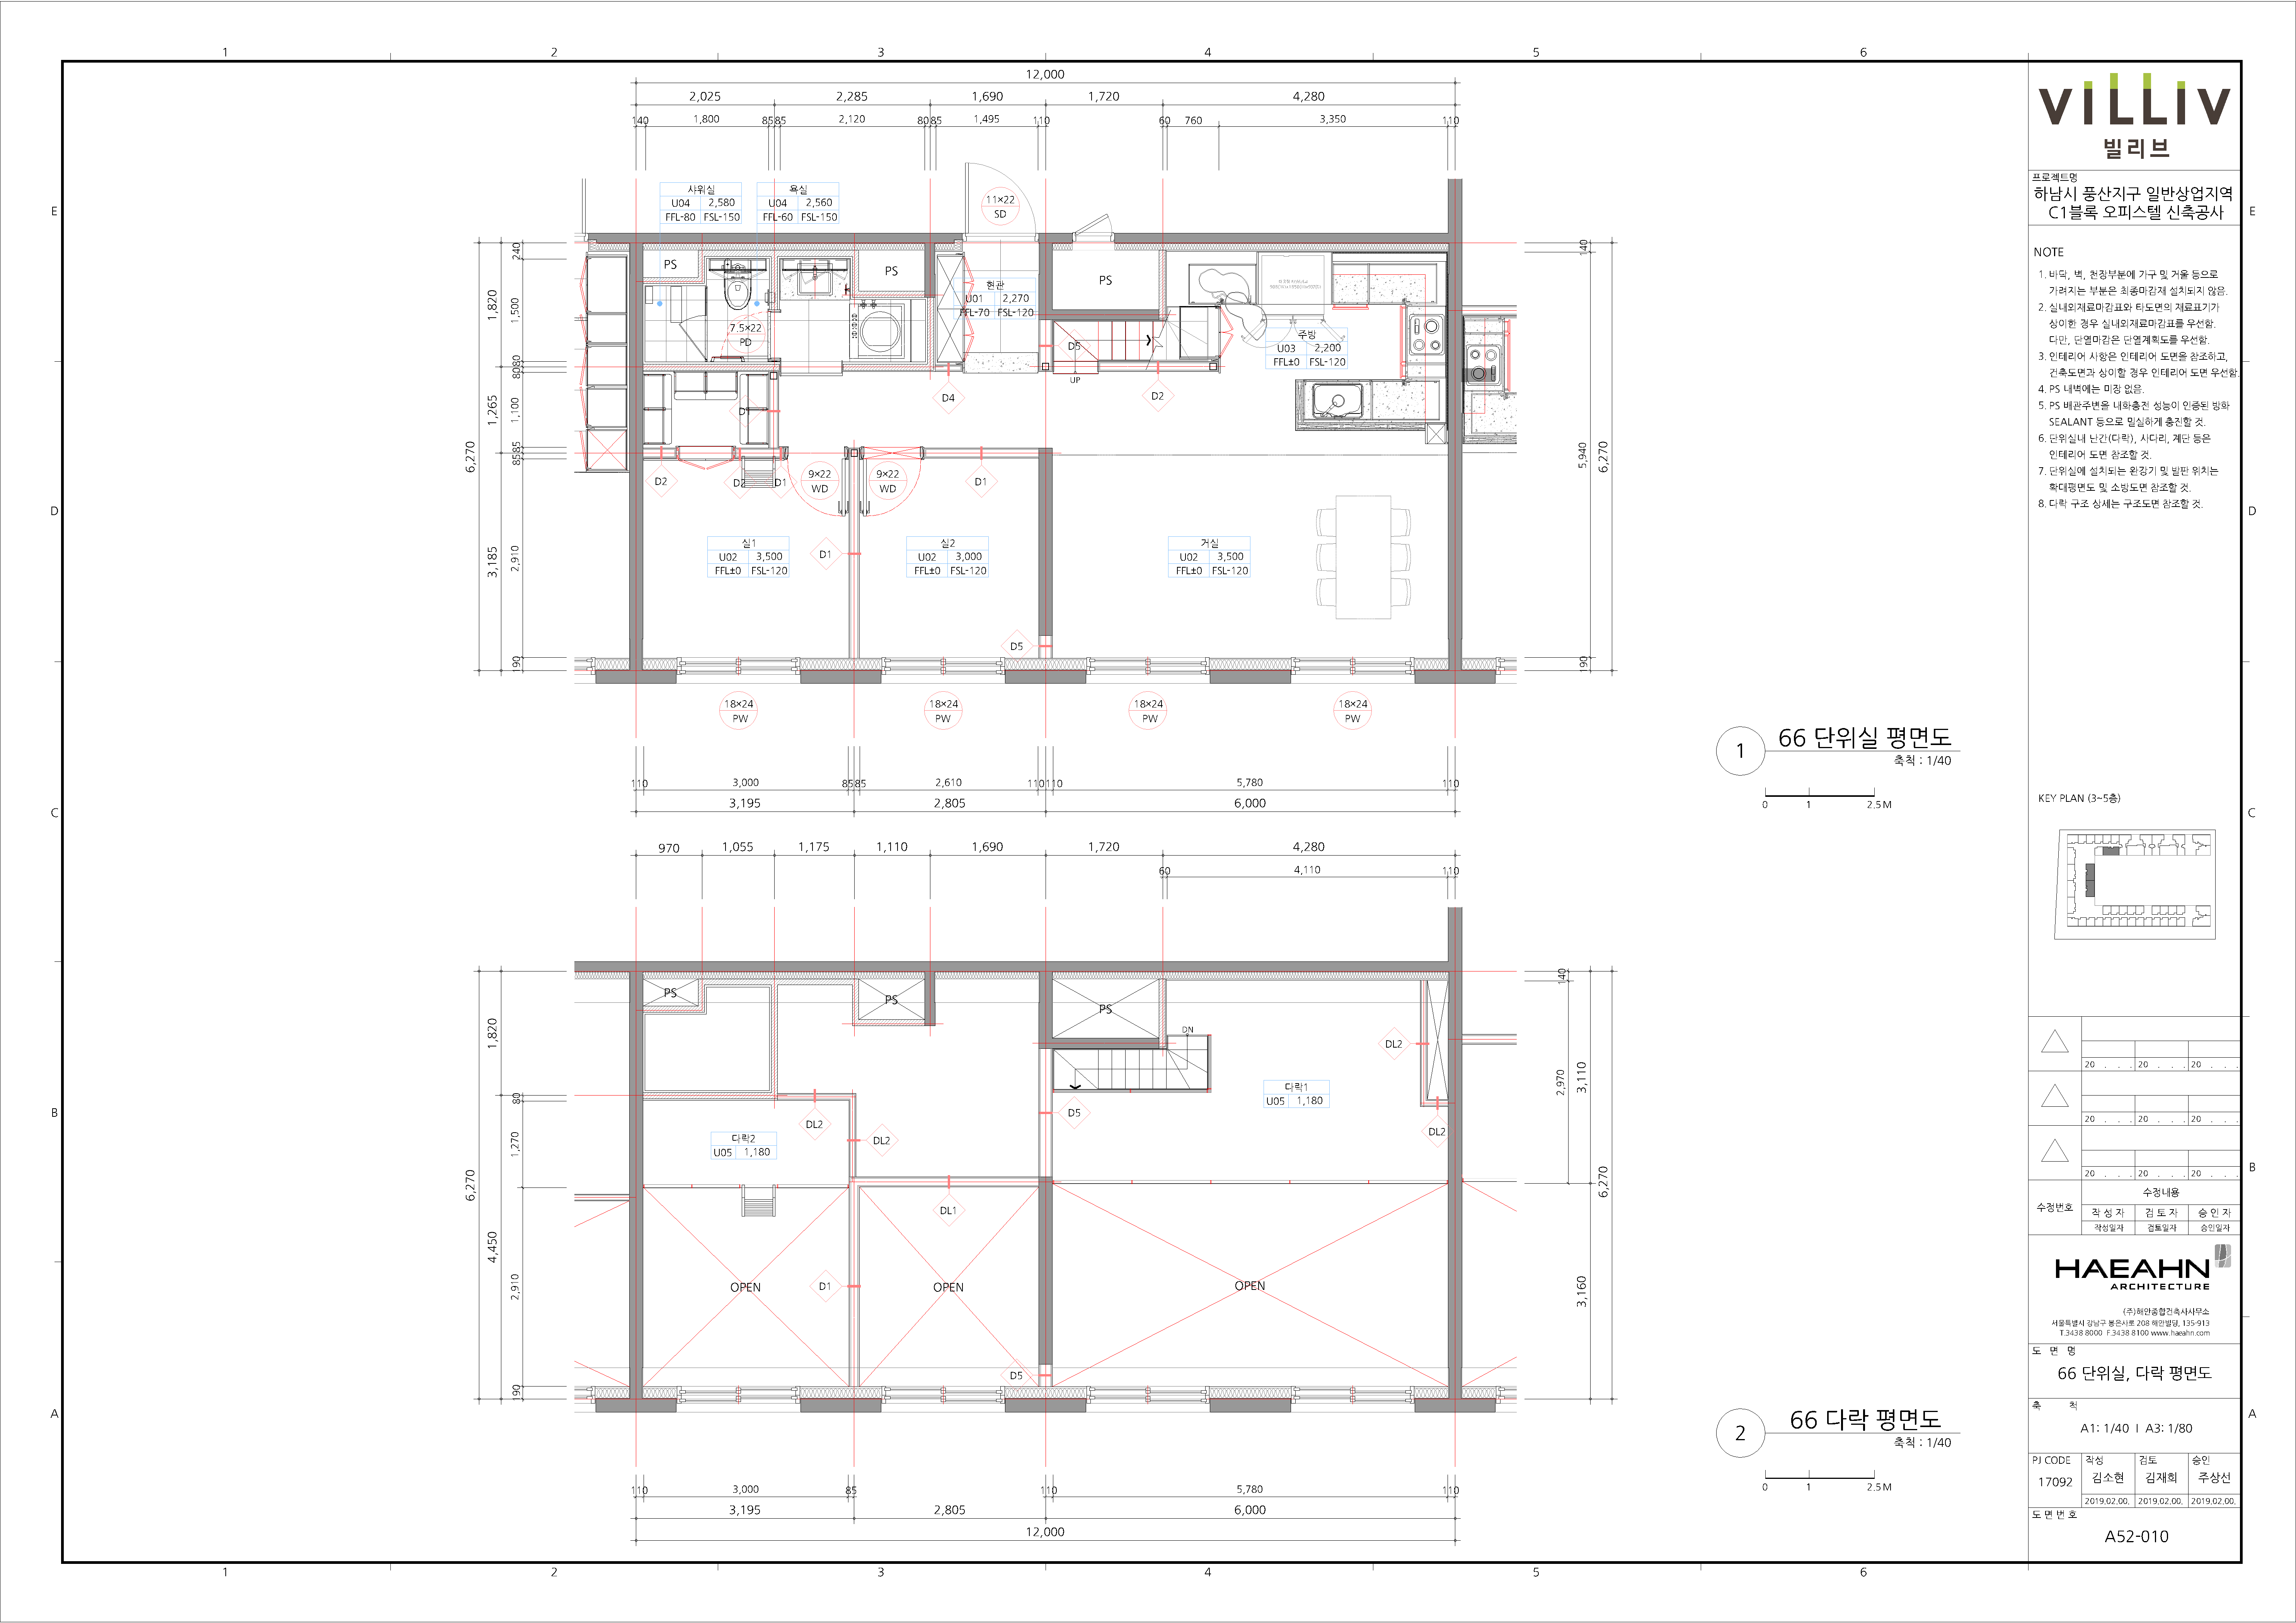 1 2 3 4 5 6
12,000
2,025 2,285 1,690 1,720 4,280
140 1,800 85 85 2,120 80 85 1,495 110 60 760 3,350 110
샤워실
U04 2,580
FFL-80 FSL-150
욕실
U04 2,560
FFL-60 FSL-150
11×22
SD
E
PS
PS
PS
현관
U01 2,270
FFL-70 FSL-120
7.5×22
PD
주방
U03 2,200
FFL±0 FSL-120
D5
UP
D4
D2
D1
D2
D2
D1
9×22
WD
9×22
WD
D1
D
실1
U02 3,500
FFL±0 FSL-120
D1
실2
U02 3,000
FFL±0 FSL-120
거실
U02 3,500
FFL±0 FSL-120
D5
240
1,820
1,500
80 80
1,265
1,100
85 85
6,270
3,185
2,910
190
140
5,940
6,270
190
18×24
PW
18×24
PW
18×24
PW
18×24
PW
110 3,000 85 85 2,610 110 110 5,780 110
3,195 2,805 6,000
1
66 단위실 평면도
축척 : 1/40
0 1 2.5 M
C
970 1,055 1,175 1,110 1,690 1,720 4,280
60 4,110 110
PS
PS
PS
DN
DL2
다락1
U05 1,180
D5
DL2
DL2
DL2
다락2
U05 1,180
DL1
OPEN
D1
OPEN
OPEN
D5
1,820
80
1,270
6,270
4,450
2,910
190
140
2,970
3,110
6,270
3,160
B
A
110 3,000 85 110 5,780 110
3,195 2,805 6,000
12,000
2
66 다락 평면도
축척 : 1/40
0 1 2.5 M
1 2 3 4 5 6
VILLIV
빌리브
프로젝트명
하남시 풍산지구 일반상업지역
C1블록 오피스텔 신축공사
E
NOTE
1. 바닥, 벽, 천장부분에 기구 및 거울 등으로
가려지는 부분은 최종마감재 설치되지 않음.
2. 실내외재료마감표와 타도면의 재료표기가
상이한 경우 실내외재료마감표를 우선함.
다만, 단열마감은 단열계획도를 우선함.
3. 인테리어 사항은 인테리어 도면을 참조하고,
건축도면과 상이할 경우 인테리어 도면 우선함.
4. PS 내벽에는 미장 없음.
5. PS 배관주변을 내화충전 성능이 인증된 방화
SEALANT 등으로 밀실하게 충진할 것.
6. 단위실내 난간(다락), 사다리, 계단 등은
인테리어 도면 참조할 것.
7. 단위실에 설치되는 완강기 및 발판 위치는
확대평면도 및 소방도면 참조할 것.
8. 다락 구조 상세는 구조도면 참조할 것.
D
KEY PLAN (3~5층)
C
20 . . . 20 . . . 20 . . .
20 . . . 20 . . . 20 . . .
20 . . . 20 . . . 20 . . .
B
수정번호
수정내용
작 성 자 검 토 자 승 인 자
작성일자 검토일자 승인일자
HAEAHN
ARCHITECTURE
(주)해안종합건축사사무소
서울특별시 강남구 봉은사로 208 해안빌딩, 135-913
T.3438 8000 F.3438 8100 www.haeahn.com
도 면 명
66 단위실, 다락 평면도
축 척
A1: 1/40 I A3: 1/80
A
PJ CODE 작성 검토 승인
17092 김소현 김재희 주상선
2019.02.00. 2019.02.00. 2019.02.00.
도 면 번 호
A52-010